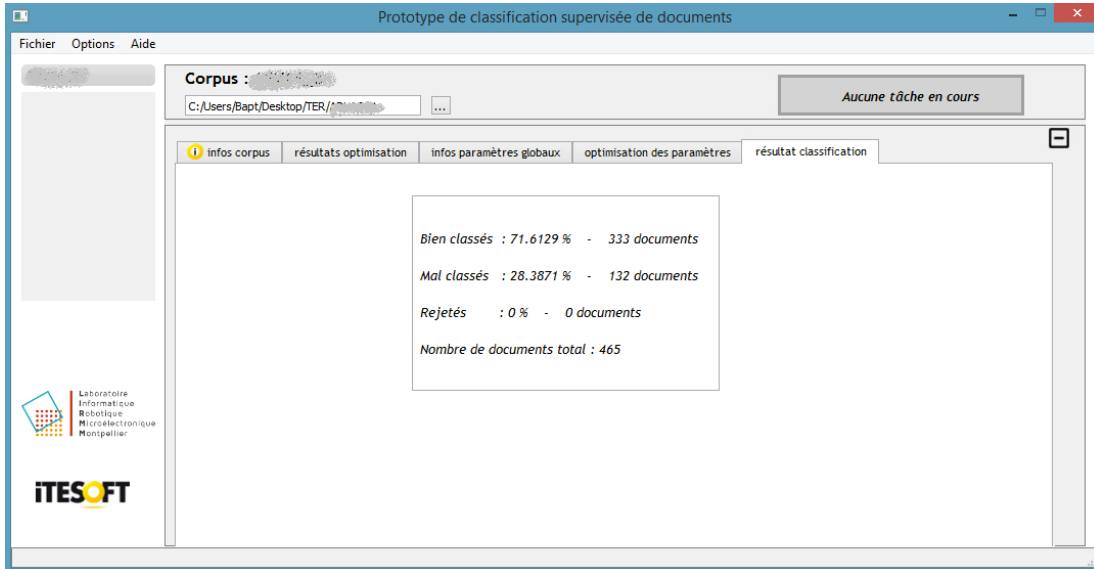 Prototype de classification supervisée de documents
Fichier Options Aide
Corpus :
C:/Users/Bapt/Desktop/TER/
...
Aucune tâche en cours
infos corpus résultats optimisation infos paramètres globaux optimisation des paramètres résultat classification
Bien classés : 71.6129 % - 333 documents
Mal classés : 28.3871 % - 132 documents
Rejetés : 0 % - 0 documents
Nombre de documents total : 465
Laboratoire
Informatique
Robotique
Microélectronique
Montpellier
iTESOFT